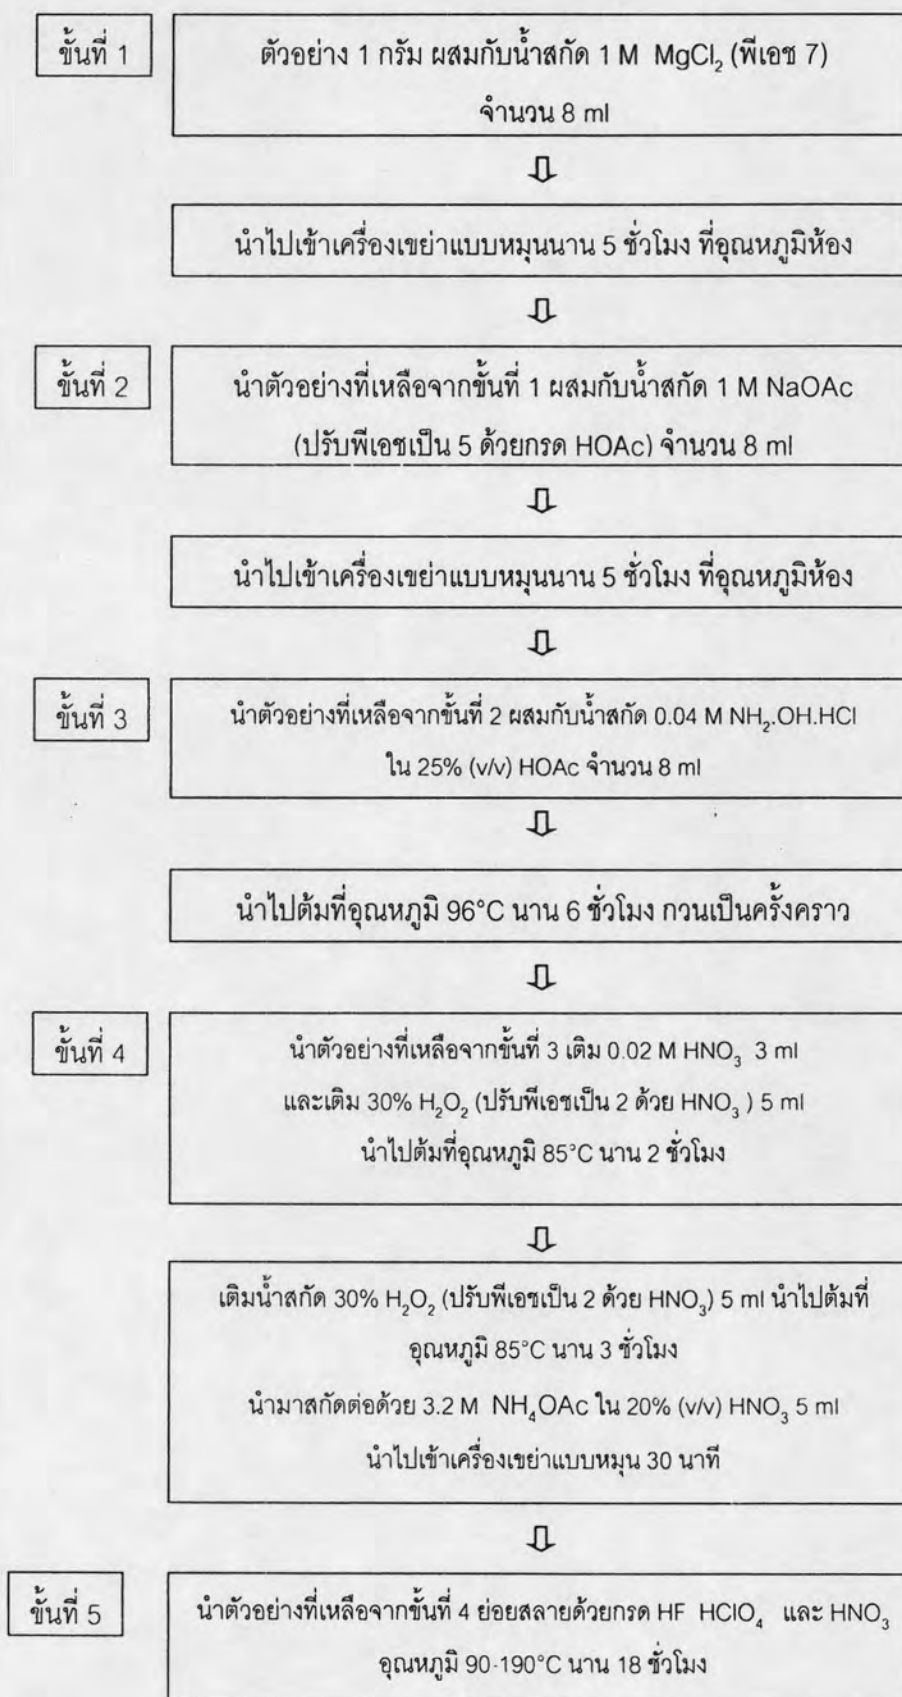 ขั้นที่ 1
ตัวอย่าง 1 กรัม ผสมกับน้ำสกัด 1 M MgCl₂ (พีเอช 7)
จำนวน 8 ml
นำไปเข้าเครื่องเขย่าแบบหมุนนาน 5 ชั่วโมง ที่อุณหภูมิห้อง
ขั้นที่ 2
นำตัวอย่างที่เหลือจากขั้นที่ 1 ผสมกับน้ำสกัด 1 M NaOAc
(ปรับพีเอชเป็น 5 ด้วยกรด HOAc) จำนวน 8 ml
นำไปเข้าเครื่องเขย่าแบบหมุนนาน 5 ชั่วโมง ที่อุณหภูมิห้อง
ขั้นที่ 3
นำตัวอย่างที่เหลือจากขั้นที่ 2 ผสมกับน้ำสกัด 0.04 M NH₂.OH.HCl
ใน 25% (v/v) HOAc จำนวน 8 ml
นำไปต้มที่อุณหภูมิ 96°C นาน 6 ชั่วโมง กวนเป็นครั้งคราว
ขั้นที่ 4
นำตัวอย่างที่เหลือจากขั้นที่ 3 เติม 0.02 M HNO₃ 3 ml
และเติม 30% H₂O₂ (ปรับพีเอชเป็น 2 ด้วย HNO₃ ) 5 ml
นำไปต้มที่อุณหภูมิ 85°C นาน 2 ชั่วโมง
เติมน้ำสกัด 30% H₂O₂ (ปรับพีเอชเป็น 2 ด้วย HNO₃) 5 ml นำไปต้มที่
อุณหภูมิ 85°C นาน 3 ชั่วโมง
นำมาสกัดต่อด้วย 3.2 M NH₄OAc ใน 20% (v/v) HNO₃ 5 ml
นำไปเข้าเครื่องเขย่าแบบหมุน 30 นาที
ขั้นที่ 5
นำตัวอย่างที่เหลือจากขั้นที่ 4 ย่อยสลายด้วยกรด HF HClO₄ และ HNO₃
อุณหภูมิ 90-190°C นาน 18 ชั่วโมง